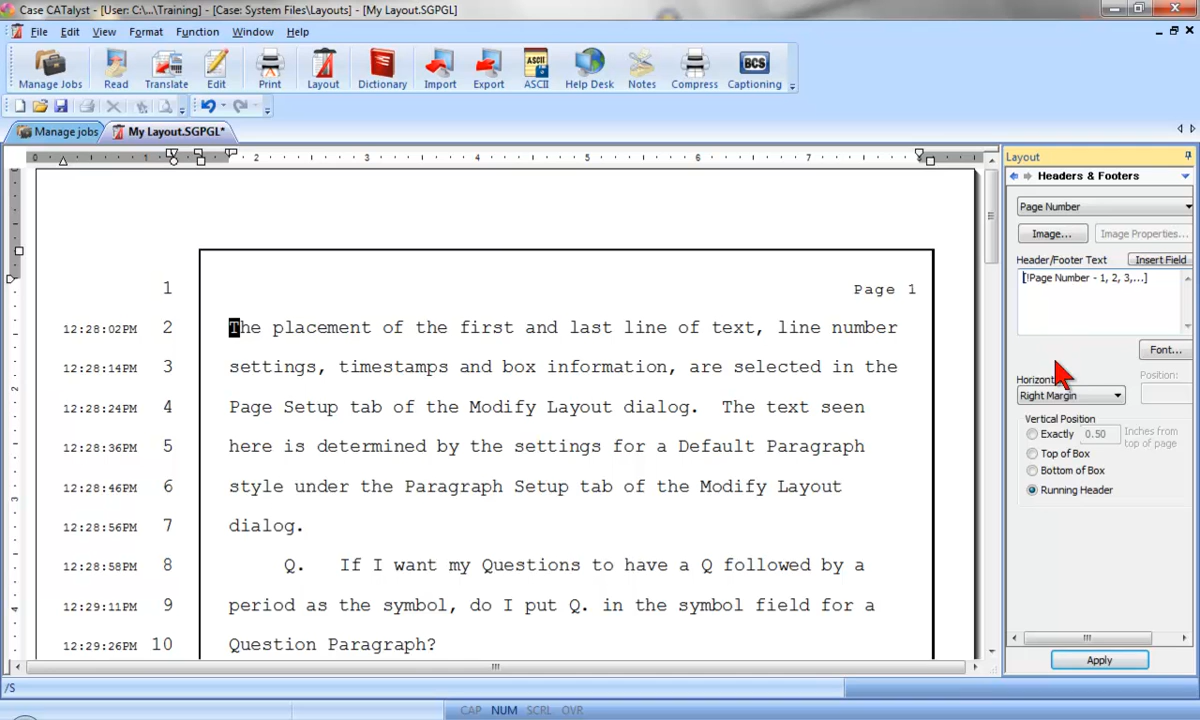 Case CATalyst - [User: C:\...\Training] - [Case: System Files\Layouts] - [My Layout.SGPGL]
File Edit View Format Function Window Help
Manage Jobs Read Translate Edit Print Layout Dictionary Import Export ASCII Help Desk Notes Compress BCS Captioning
Manage jobs My Layout.SGPGL*
0 1 2 3 4 5 6 7
Layout
Headers & Footers
Page Number
Image... Image Properties...
Header/Footer Text Insert Field
[!Page Number - 1, 2, 3,...]
Font...
Position:
Right Margin
Vertical Position
Exactly 0.50 Inches from top of page
Top of Box
Bottom of Box
Running Header
Apply
1 Page 1
12:28:02PM 2 The placement of the first and last line of text, line number
12:28:14PM 3 settings, timestamps and box information, are selected in the
12:28:24PM 4 Page Setup tab of the Modify Layout dialog. The text seen
12:28:36PM 5 here is determined by the settings for a Default Paragraph
12:28:46PM 6 style under the Paragraph Setup tab of the Modify Layout
12:28:56PM 7 dialog.
12:28:58PM 8 Q. If I want my Questions to have a Q followed by a
12:29:11PM 9 period as the symbol, do I put Q. in the symbol field for a
12:29:26PM 10 Question Paragraph?
/S
CAP NUM SCRL OVR